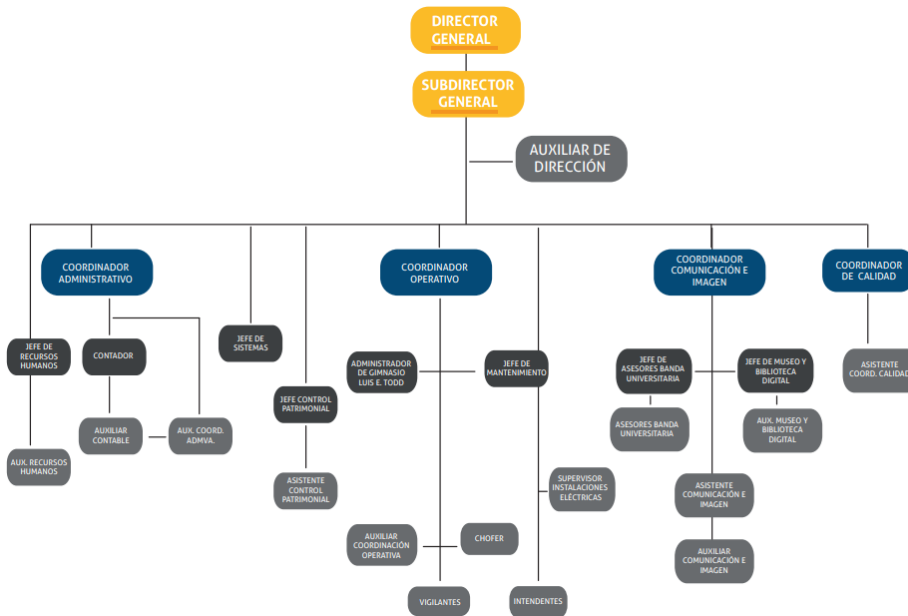 DIRECTOR
GENERAL
SUBDIRECTOR
GENERAL
AUXILIAR DE
DIRECCIÓN
COORDINADOR
ADMINISTRATIVO
COORDINADOR
OPERATIVO
COORDINADOR
COMUNICACIÓN E
IMAGEN
COORDINADOR
DE CALIDAD
JEFE DE
RECURSOS
HUMANOS
CONTADOR
JEFE DE
SISTEMAS
ADMINISTRADOR
DE GIMNASIO
LUIS E. TODD
JEFE DE
MANTENIMIENTO
JEFE DE
ASESORES BANDA
UNIVERSITARIA
JEFE DE MUSEO Y
BIBLIOTECA
DIGITAL
ASISTENTE
COORD. CALIDAD
JEFE CONTROL
PATRIMONIAL
AUXILIAR
CONTABLE
AUX. COORD.
ADMVA.
ASESORES BANDA
UNIVERSITARIA
AUX. MUSEO Y
BIBLIOTECA
DIGITAL
AUX. RECURSOS
HUMANOS
ASISTENTE
CONTROL
PATRIMONIAL
SUPERVISOR
INSTALACIONES
ELÉCTRICAS
ASISTENTE
COMUNICACIÓN E
IMAGEN
AUXILIAR
COORDINACIÓN
OPERATIVA
CHOFER
AUXILIAR
COMUNICACIÓN E
IMAGEN
VIGILANTES
INTENDENTES